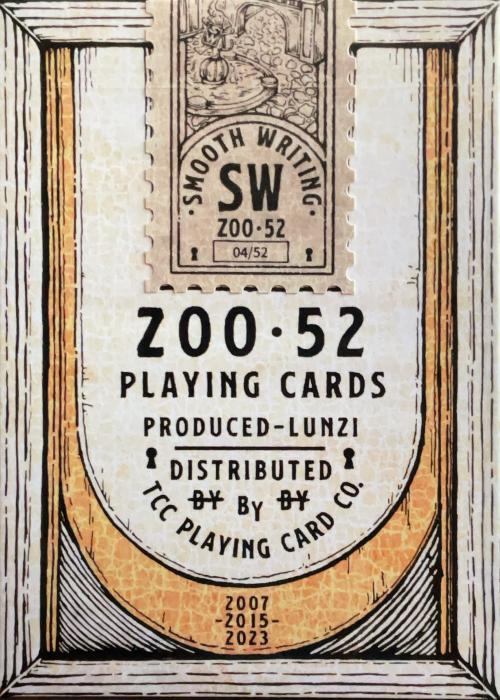 ·SMOOTH WRITING·
SW
ZOO·52
04/52
ZOO·52
PLAYING CARDS
PRODUCED-LUNZI
DISTRIBUTED
BY By BY
TCC PLAYING CARD CO.
2007
-2015-
2023